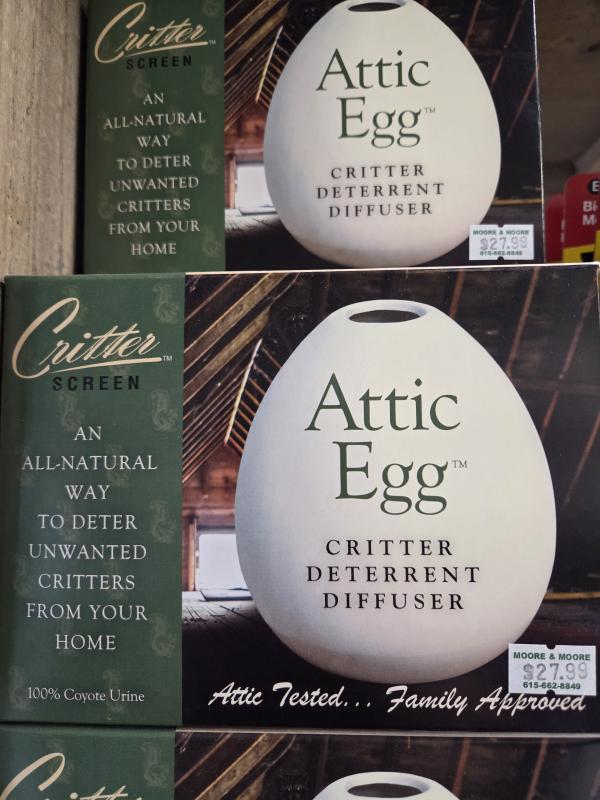 Critter™
SCREEN
AN
ALL-NATURAL
WAY
TO DETER
UNWANTED
CRITTERS
FROM YOUR
HOME
Attic
Egg™
CRITTER
DETERRENT
DIFFUSER
MOORE & MOORE
$27.99
615-662-8849
Critter™
SCREEN
AN
ALL-NATURAL
WAY
TO DETER
UNWANTED
CRITTERS
FROM YOUR
HOME
100% Coyote Urine
Attic
Egg™
CRITTER
DETERRENT
DIFFUSER
Attic Tested... Family Approved
MOORE & MOORE
$27.99
615-662-8849